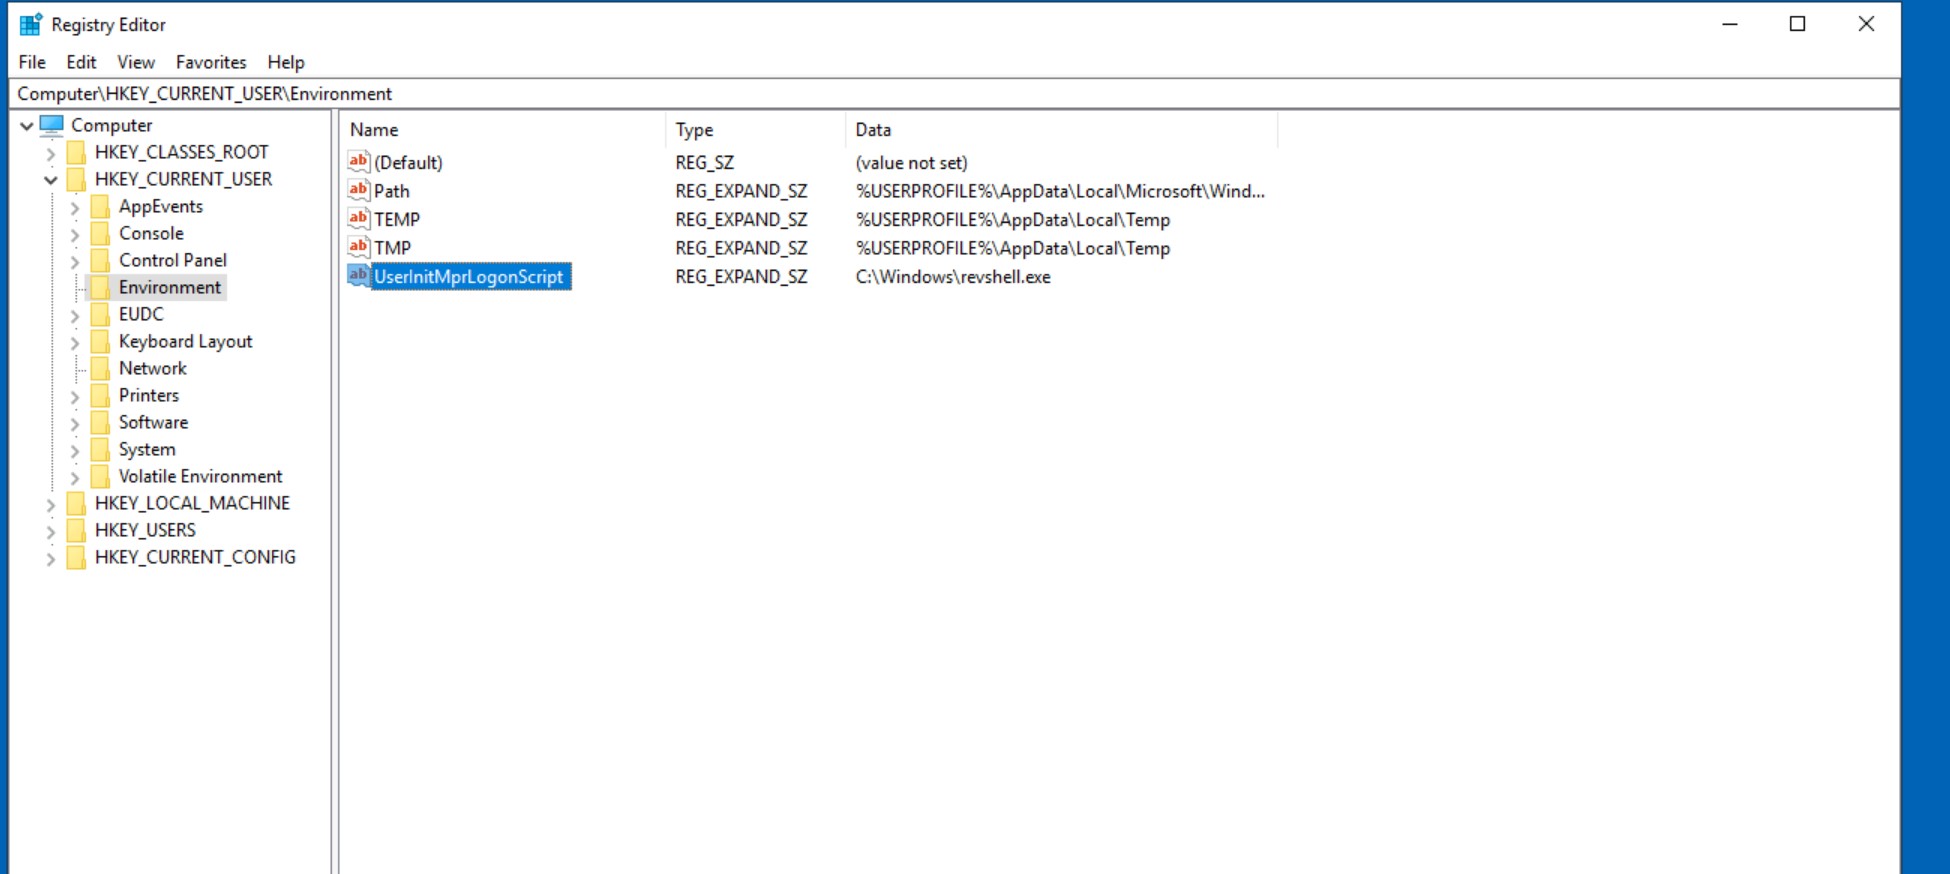 Registry Editor
File Edit View Favorites Help
Computer\HKEY_CURRENT_USER\Environment
Computer
HKEY_CLASSES_ROOT
HKEY_CURRENT_USER
AppEvents
Console
Control Panel
Environment
EUDC
Keyboard Layout
Network
Printers
Software
System
Volatile Environment
HKEY_LOCAL_MACHINE
HKEY_USERS
HKEY_CURRENT_CONFIG
Name Type Data
(Default) REG_SZ (value not set)
Path REG_EXPAND_SZ %USERPROFILE%\AppData\Local\Microsoft\Wind...
TEMP REG_EXPAND_SZ %USERPROFILE%\AppData\Local\Temp
TMP REG_EXPAND_SZ %USERPROFILE%\AppData\Local\Temp
UserInitMprLogonScript REG_EXPAND_SZ C:\Windows\revshell.exe